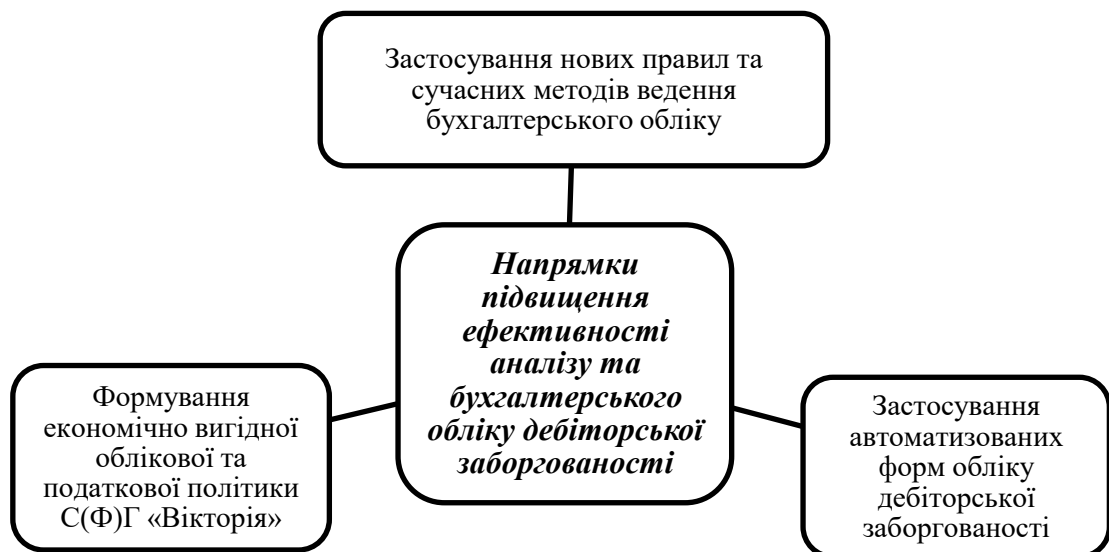 Застосування нових правил та
сучасних методів ведення
бухгалтерського обліку
Напрямки
підвищення
ефективності
аналізу та
бухгалтерського
обліку дебіторської
заборгованості
Формування
економічно вигідної
облікової та
податкової політики
С(Ф)Г «Вікторія»
Застосування
автоматизованих
форм обліку
дебіторської
заборгованості